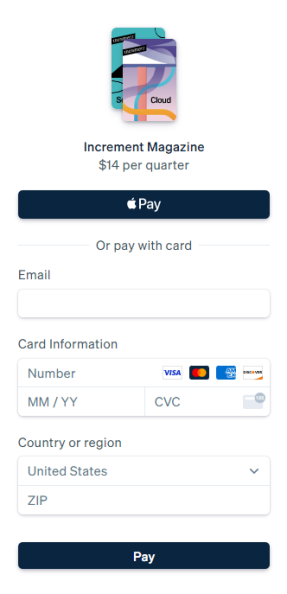 increment
increment
Cloud
Increment Magazine
$14 per quarter
Pay
Or pay with card
Email
Card Information
Number VISA DISCOVER
MM / YY CVC
Country or region
United States
ZIP
Pay